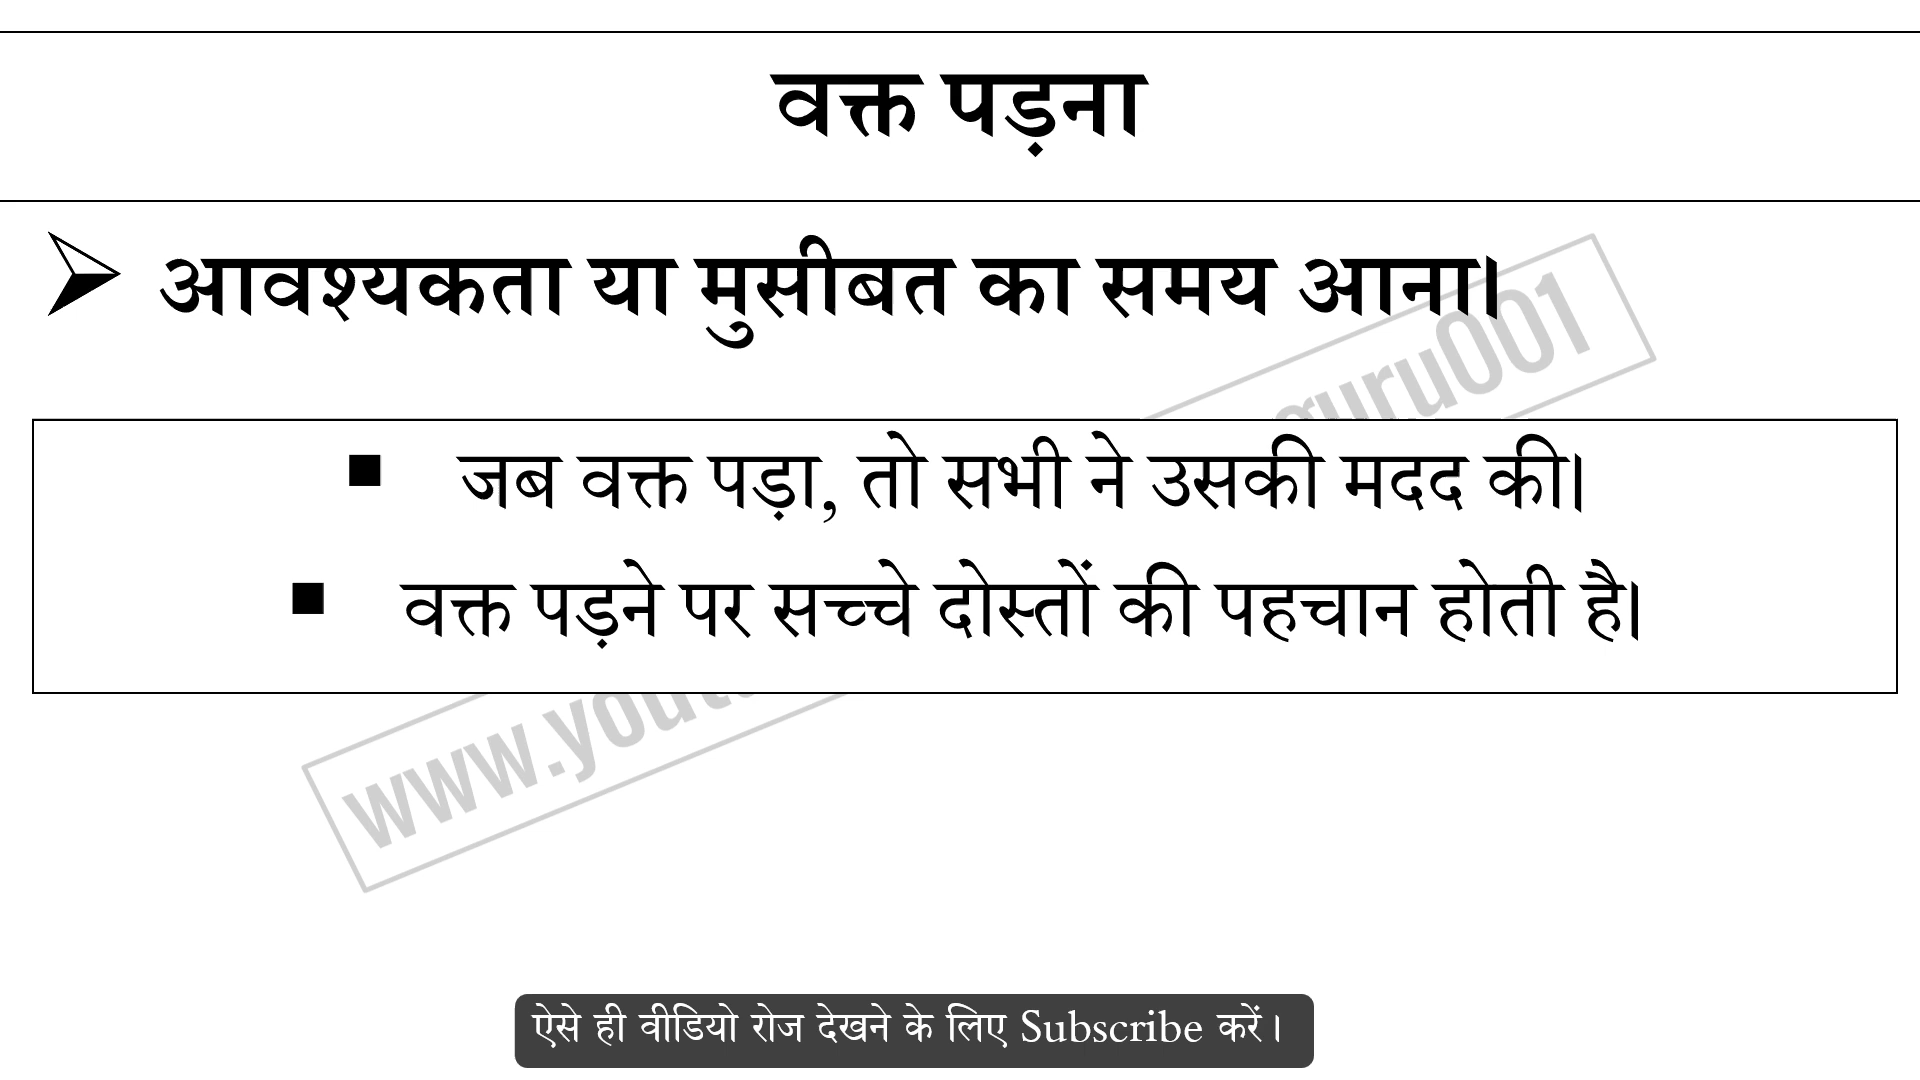 वक्त पड़ना
आवश्यकता या मुसीबत का समय आना।
जब वक्त पड़ा, तो सभी ने उसकी मदद की।
वक्त पड़ने पर सच्चे दोस्तों की पहचान होती है।
ऐसे ही वीडियो रोज देखने के लिए Subscribe करें।